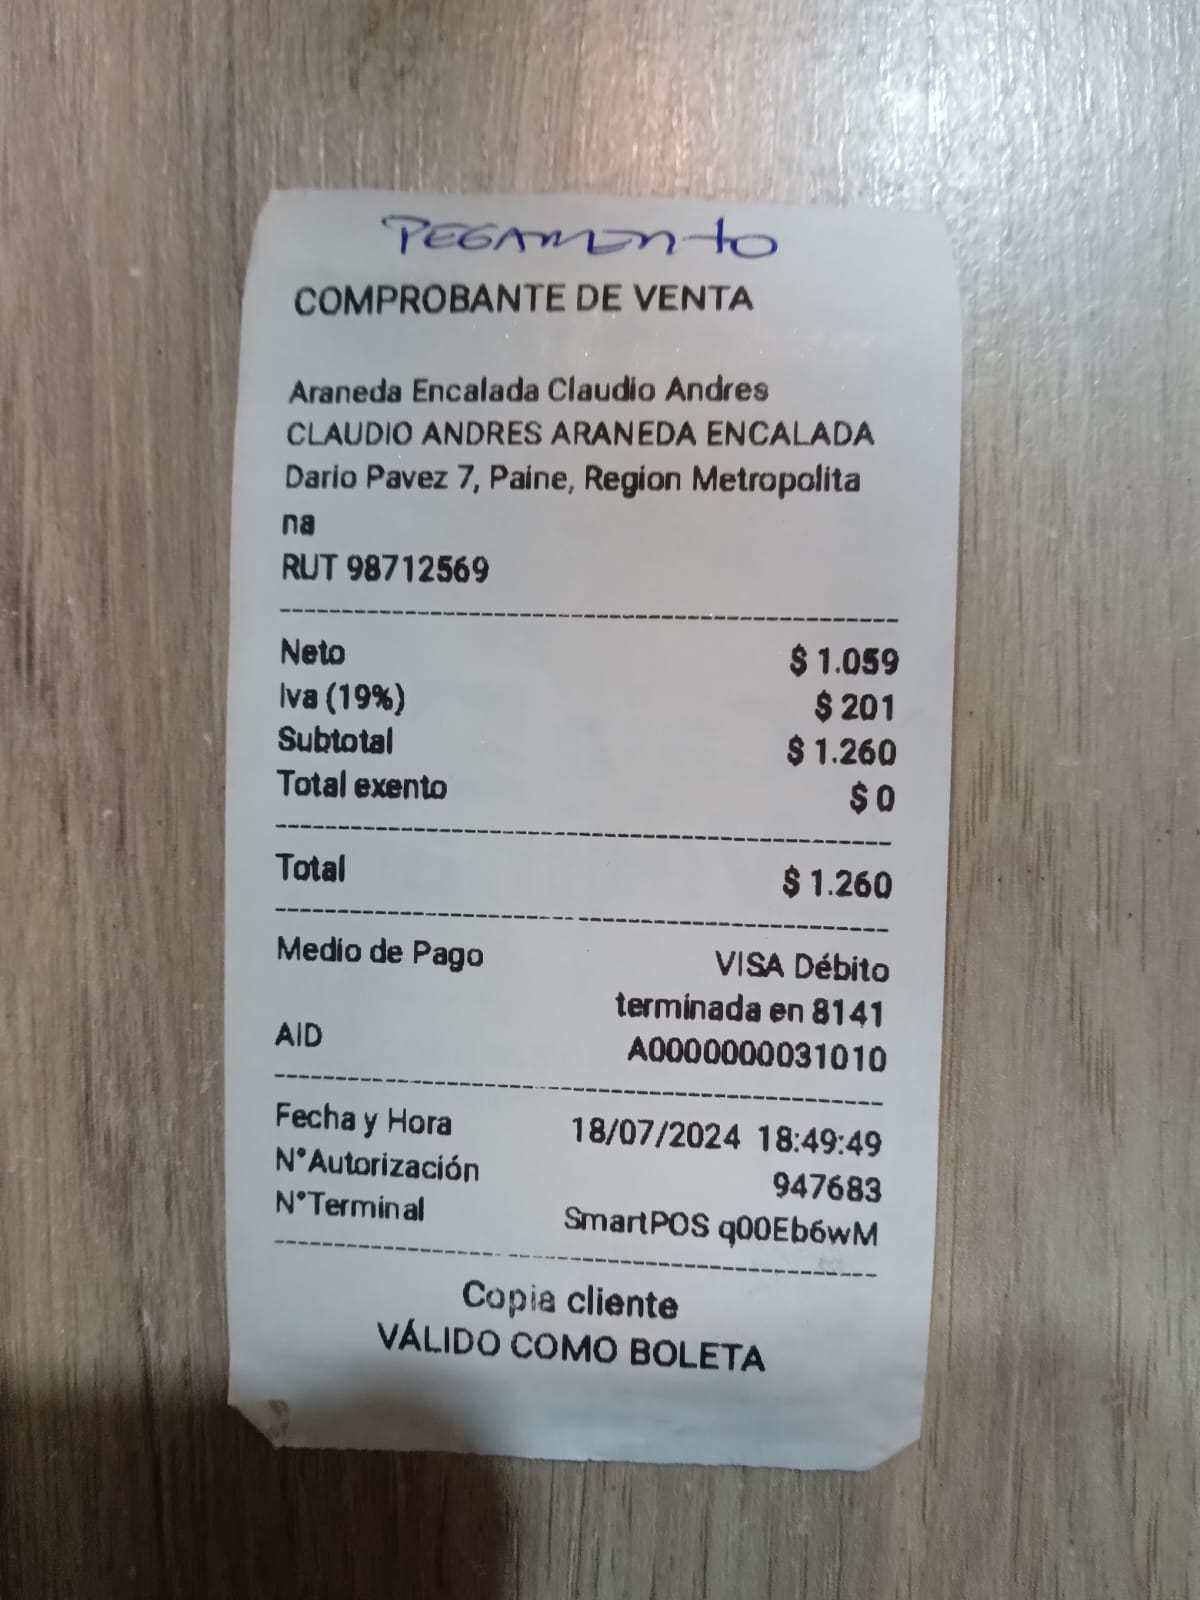 PEGAMENTO
COMPROBANTE DE VENTA
Araneda Encalada Claudio Andres
CLAUDIO ANDRES ARANEDA ENCALADA
Dario Pavez 7, Paine, Region Metropolita
na
RUT 98712569
Neto $ 1.059
Iva (19%) $ 201
Subtotal $ 1.260
Total exento $ 0
Total $ 1.260
Medio de Pago VISA Débito
terminada en 8141
AID A0000000031010
Fecha y Hora 18/07/2024 18:49:49
N°Autorización 947683
N°Terminal SmartPOS q00Eb6wM
Copia cliente
VÁLIDO COMO BOLETA